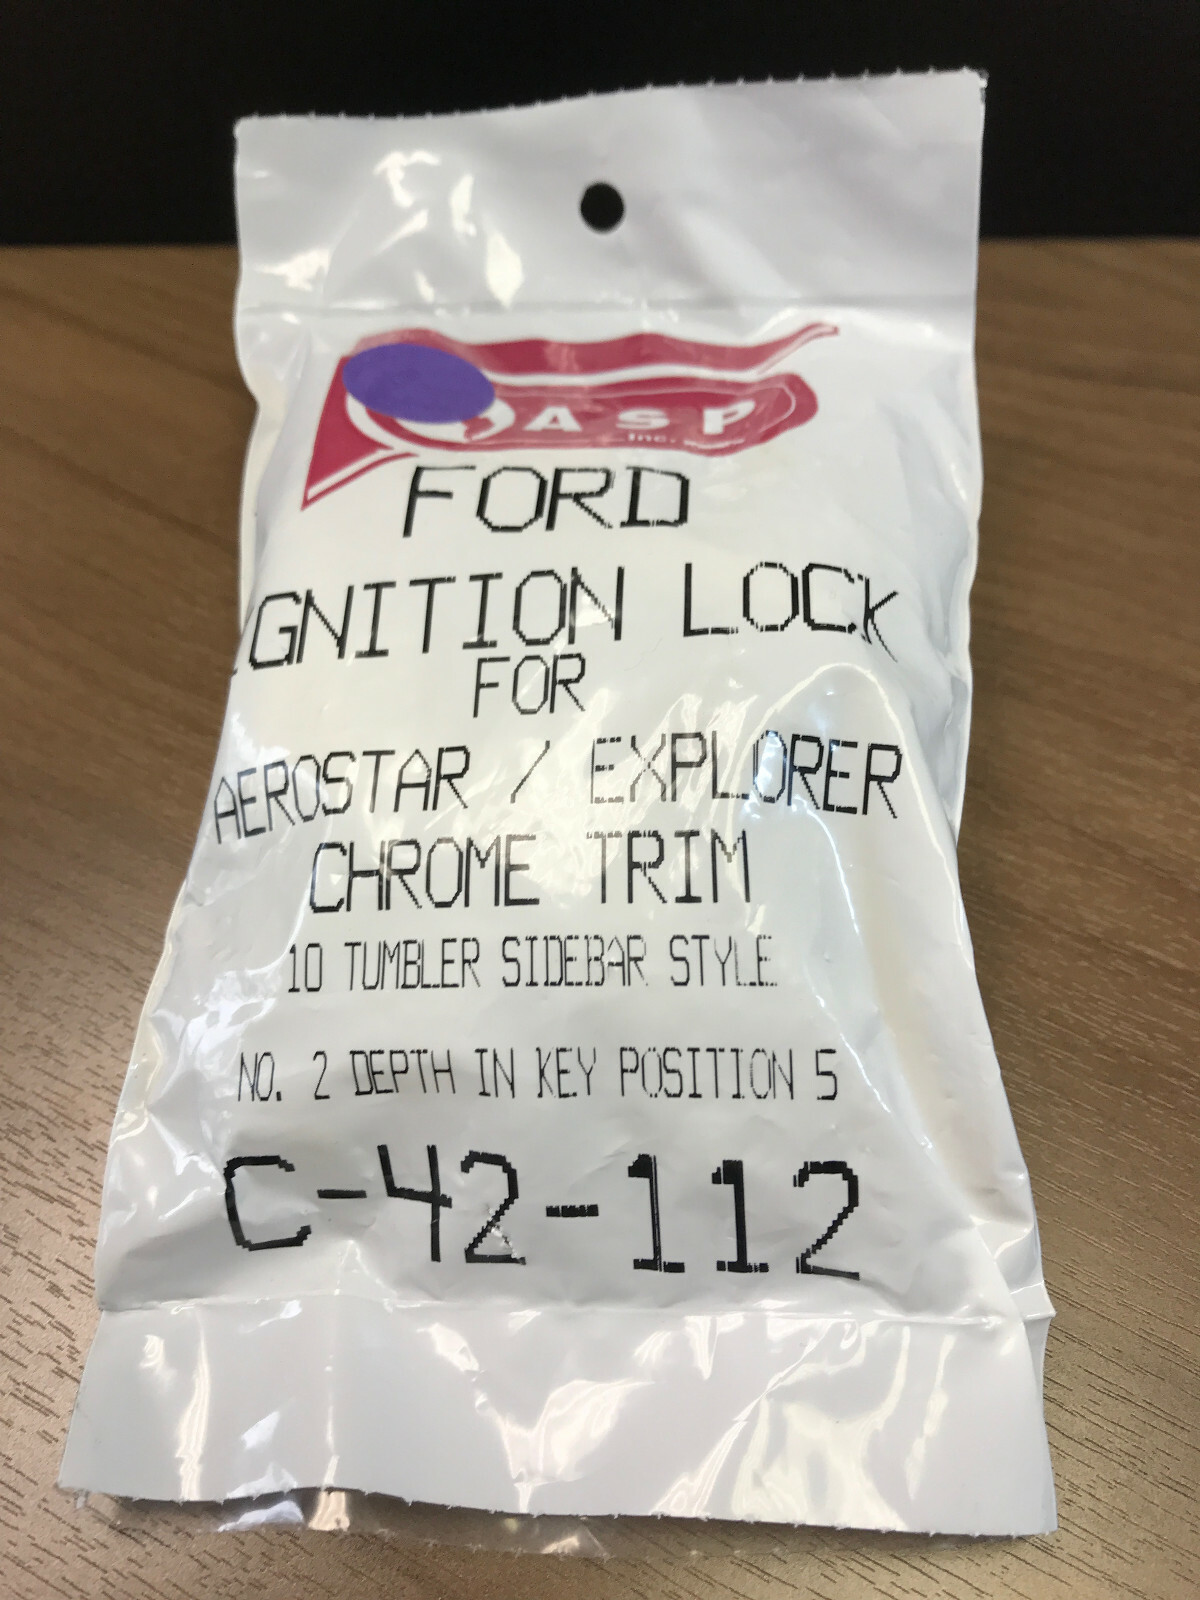 ASP
Inc.
FORD
IGNITION LOCK
FOR
AEROSTAR / EXPLORER
CHROME TRIM
10 TUMBLER SIDEBAR STYLE
NO. 2 DEPTH IN KEY POSITION 5
C-42-112